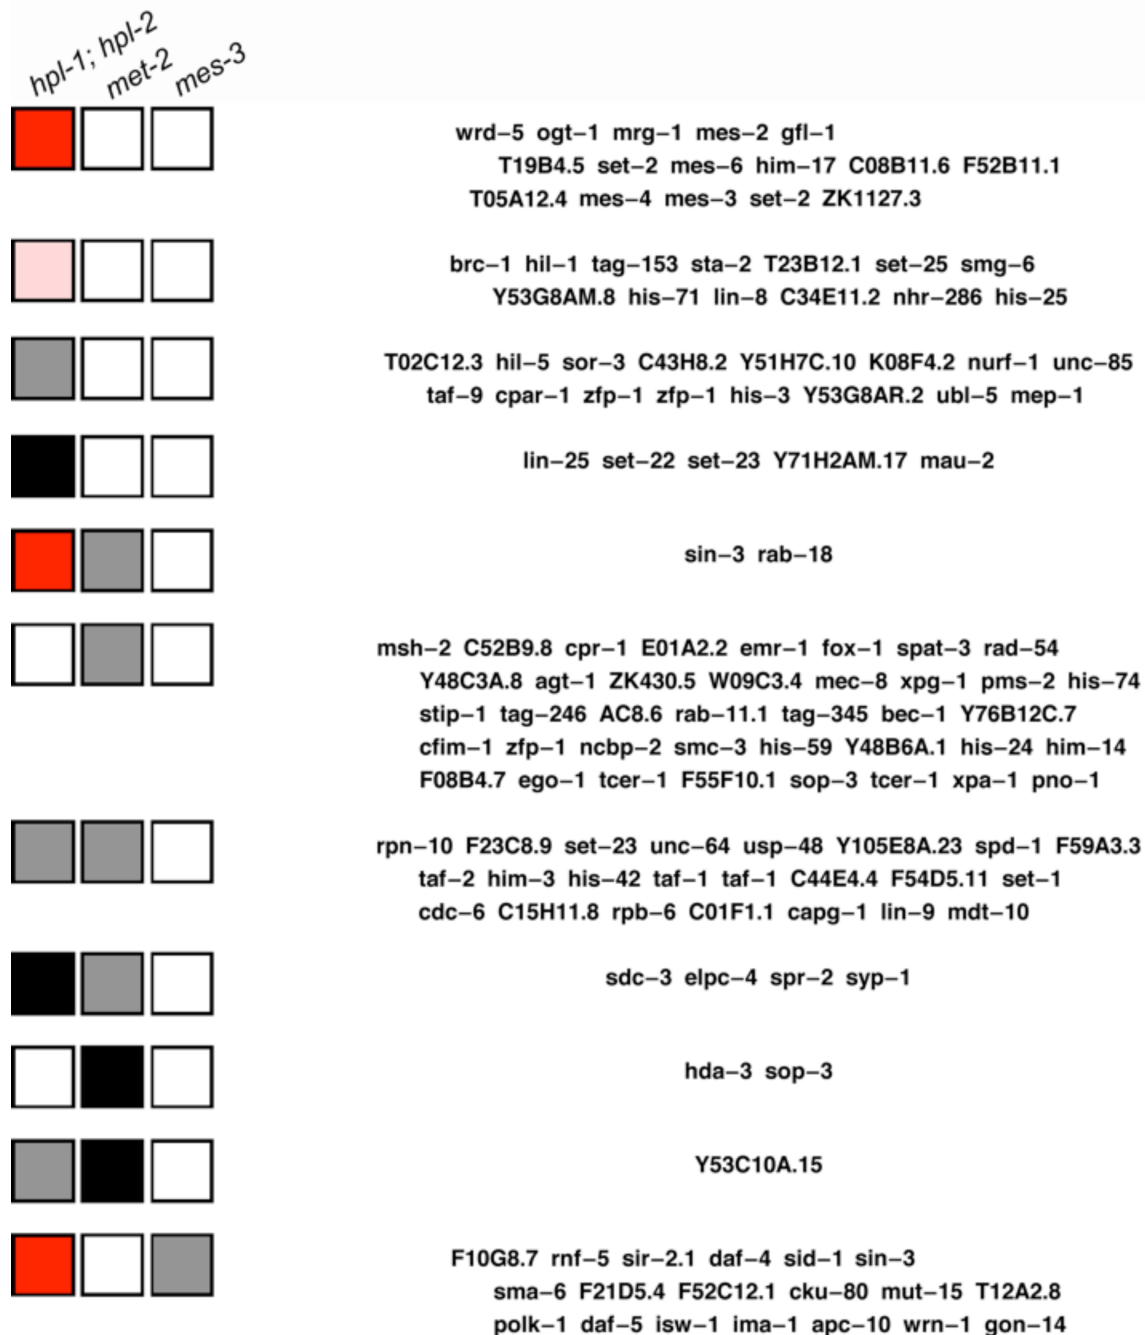 hpl-1; hpl-2 met-2 mes-3
wrd−5 ogt−1 mrg−1 mes−2 gfl−1
T19B4.5 set−2 mes−6 him−17 C08B11.6 F52B11.1
T05A12.4 mes−4 mes−3 set−2 ZK1127.3
brc−1 hil−1 tag−153 sta−2 T23B12.1 set−25 smg−6
Y53G8AM.8 his−71 lin−8 C34E11.2 nhr−286 his−25
T02C12.3 hil−5 sor−3 C43H8.2 Y51H7C.10 K08F4.2 nurf−1 unc−85
taf−9 cpar−1 zfp−1 zfp−1 his−3 Y53G8AR.2 ubl−5 mep−1
lin−25 set−22 set−23 Y71H2AM.17 mau−2
sin−3 rab−18
msh−2 C52B9.8 cpr−1 E01A2.2 emr−1 fox−1 spat−3 rad−54
Y48C3A.8 agt−1 ZK430.5 W09C3.4 mec−8 xpg−1 pms−2 his−74
stip−1 tag−246 AC8.6 rab−11.1 tag−345 bec−1 Y76B12C.7
cfim−1 zfp−1 ncbp−2 smc−3 his−59 Y48B6A.1 his−24 him−14
F08B4.7 ego−1 tcer−1 F55F10.1 sop−3 tcer−1 xpa−1 pno−1
rpn−10 F23C8.9 set−23 unc−64 usp−48 Y105E8A.23 spd−1 F59A3.3
taf−2 him−3 his−42 taf−1 taf−1 C44E4.4 F54D5.11 set−1
cdc−6 C15H11.8 rpb−6 C01F1.1 capg−1 lin−9 mdt−10
sdc−3 elpc−4 spr−2 syp−1
hda−3 sop−3
Y53C10A.15
F10G8.7 rnf−5 sir−2.1 daf−4 sid−1 sin−3
sma−6 F21D5.4 F52C12.1 cku−80 mut−15 T12A2.8
polk−1 daf−5 isw−1 ima−1 apc−10 wrn−1 gon−14